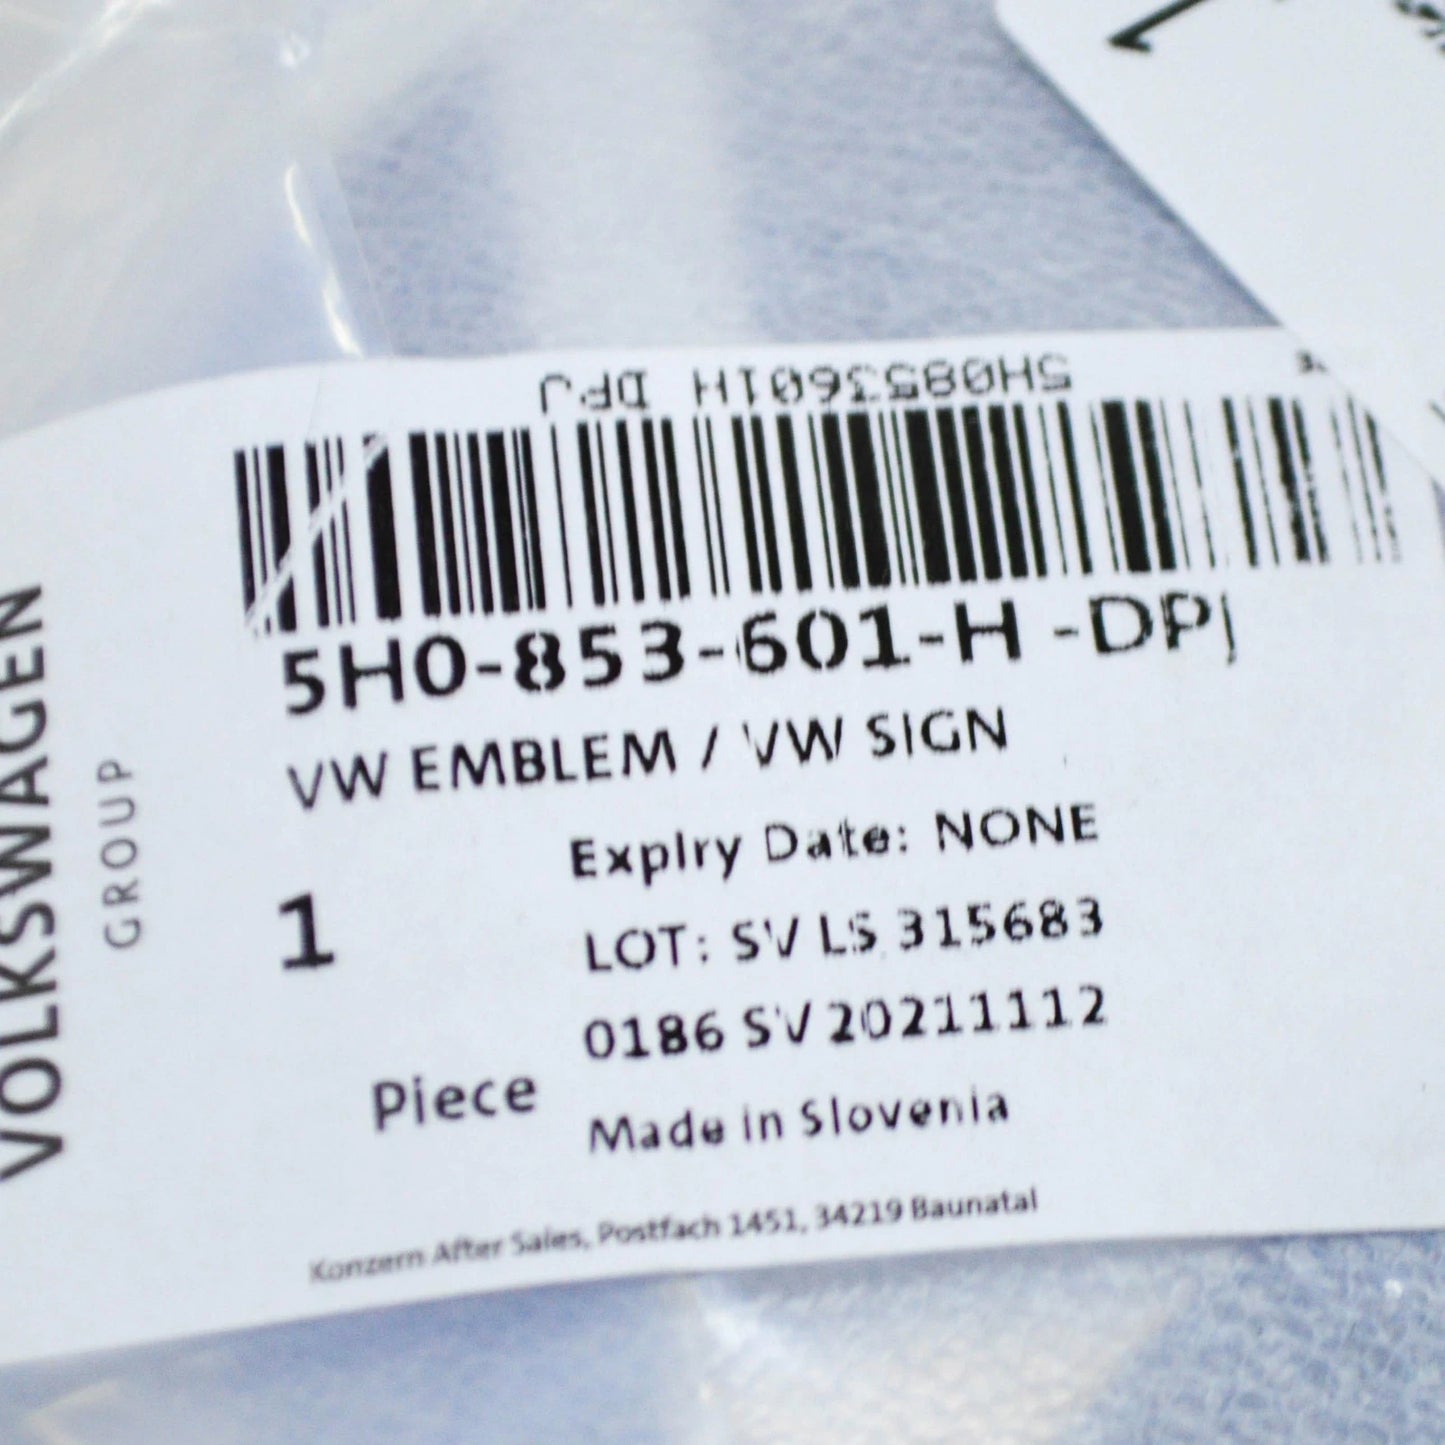 5H0853601H DPJ
5H0-853-601-H -DPJ
VW EMBLEM / VW SIGN
Expiry Date: NONE
1
LOT: SV LS 315683
0186 SV 20211112
Piece
Made in Slovenia
Konzern After Sales, Postfach 1451, 34219 Baunatal
VOLKSWAGEN
GROUP
1